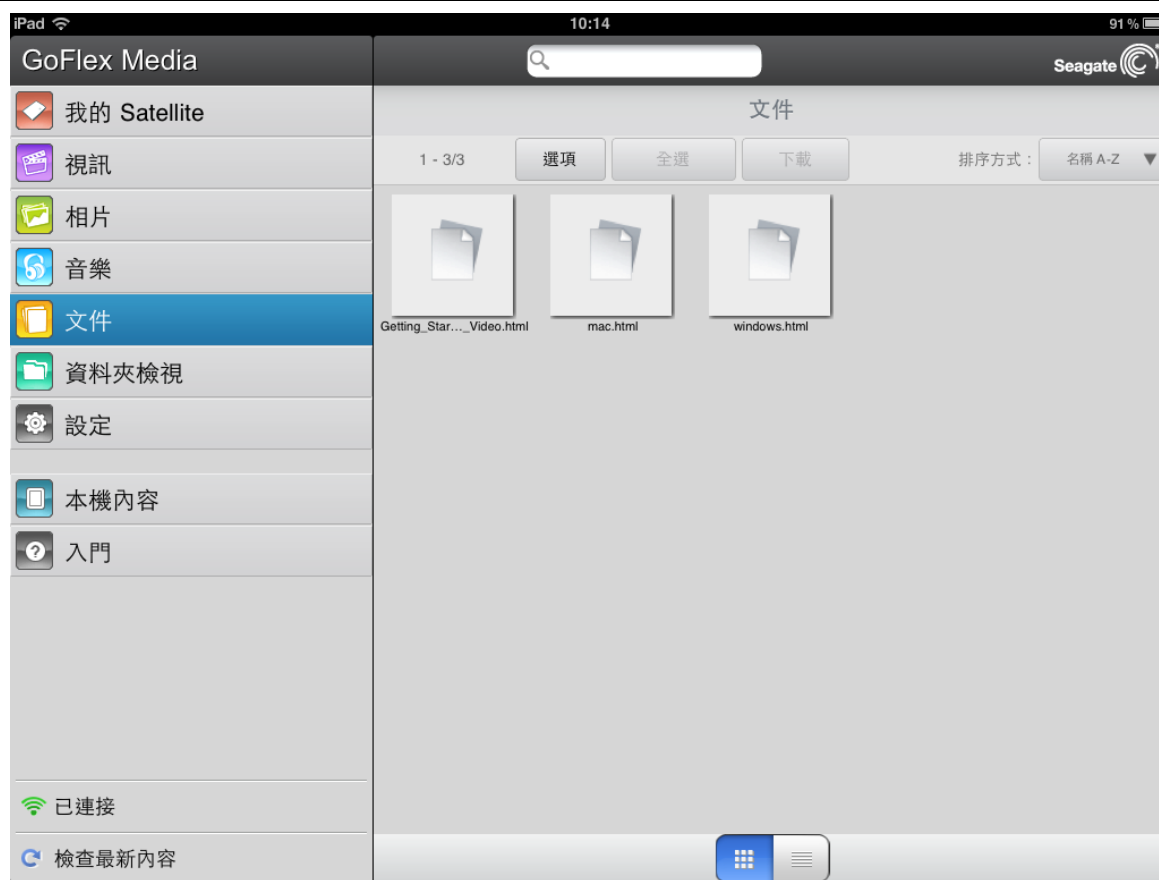 iPad
10:14
91 %
GoFlex Media
Seagate
我的 Satellite
視訊
相片
音樂
文件
資料夾檢視
設定
本機內容
入門
已連接
檢查最新內容
文件
1 - 3/3
選項
全選
下載
排序方式：
名稱 A-Z
Getting_Star..._Video.html
mac.html
windows.html